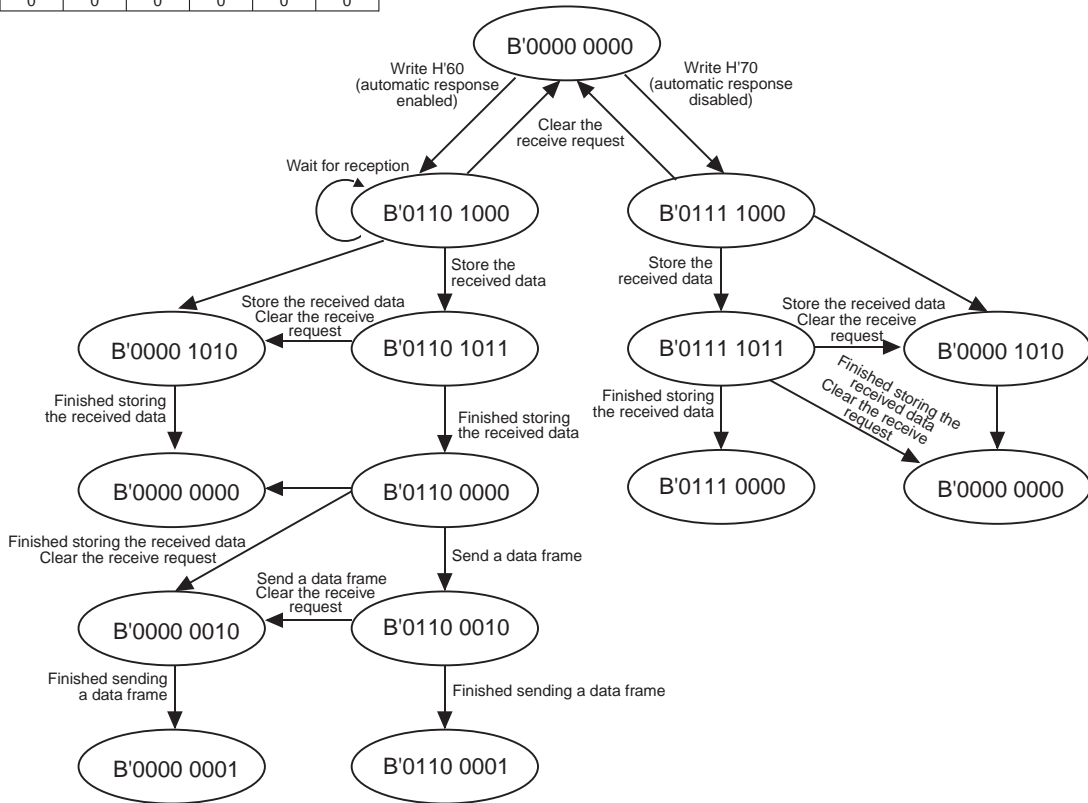 0 0 0 0 0 0
B'0000 0000
Write H'60
(automatic response
enabled)
Write H'70
(automatic response
disabled)
Clear the
receive request
Wait for reception
B'0110 1000
B'0111 1000
Store the
received data
Store the
received data
Store the received data
Clear the receive
request
Store the received data
Clear the receive
request
B'0000 1010
B'0110 1011
B'0111 1011
B'0000 1010
Finished storing
the received data
Finished storing
the received data
Finished storing
the received data
Finished storing the
received data
Clear the receive
request
B'0000 0000
B'0110 0000
B'0111 0000
B'0000 0000
Finished storing the received data
Clear the receive request
Send a data frame
Send a data frame
Clear the receive
request
B'0000 0010
B'0110 0010
Finished sending
a data frame
Finished sending a data frame
B'0000 0001
B'0110 0001